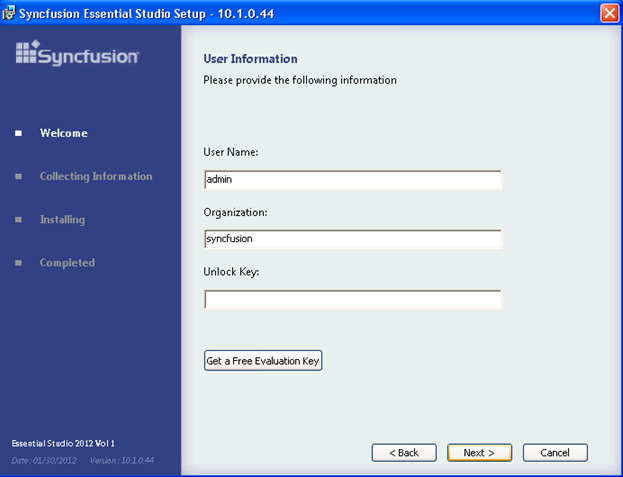 Syncfusion Essential Studio Setup - 10.1.0.44
Syncfusion
User Information
Please provide the following information
Welcome
Collecting Information
Installing
Completed
User Name:
admin
Organization:
syncfusion
Unlock Key:
Get a Free Evaluation Key
Essential Studio 2012 Vol 1
Date : 01/30/2012 Version : 10.1.0.44
< Back
Next >
Cancel